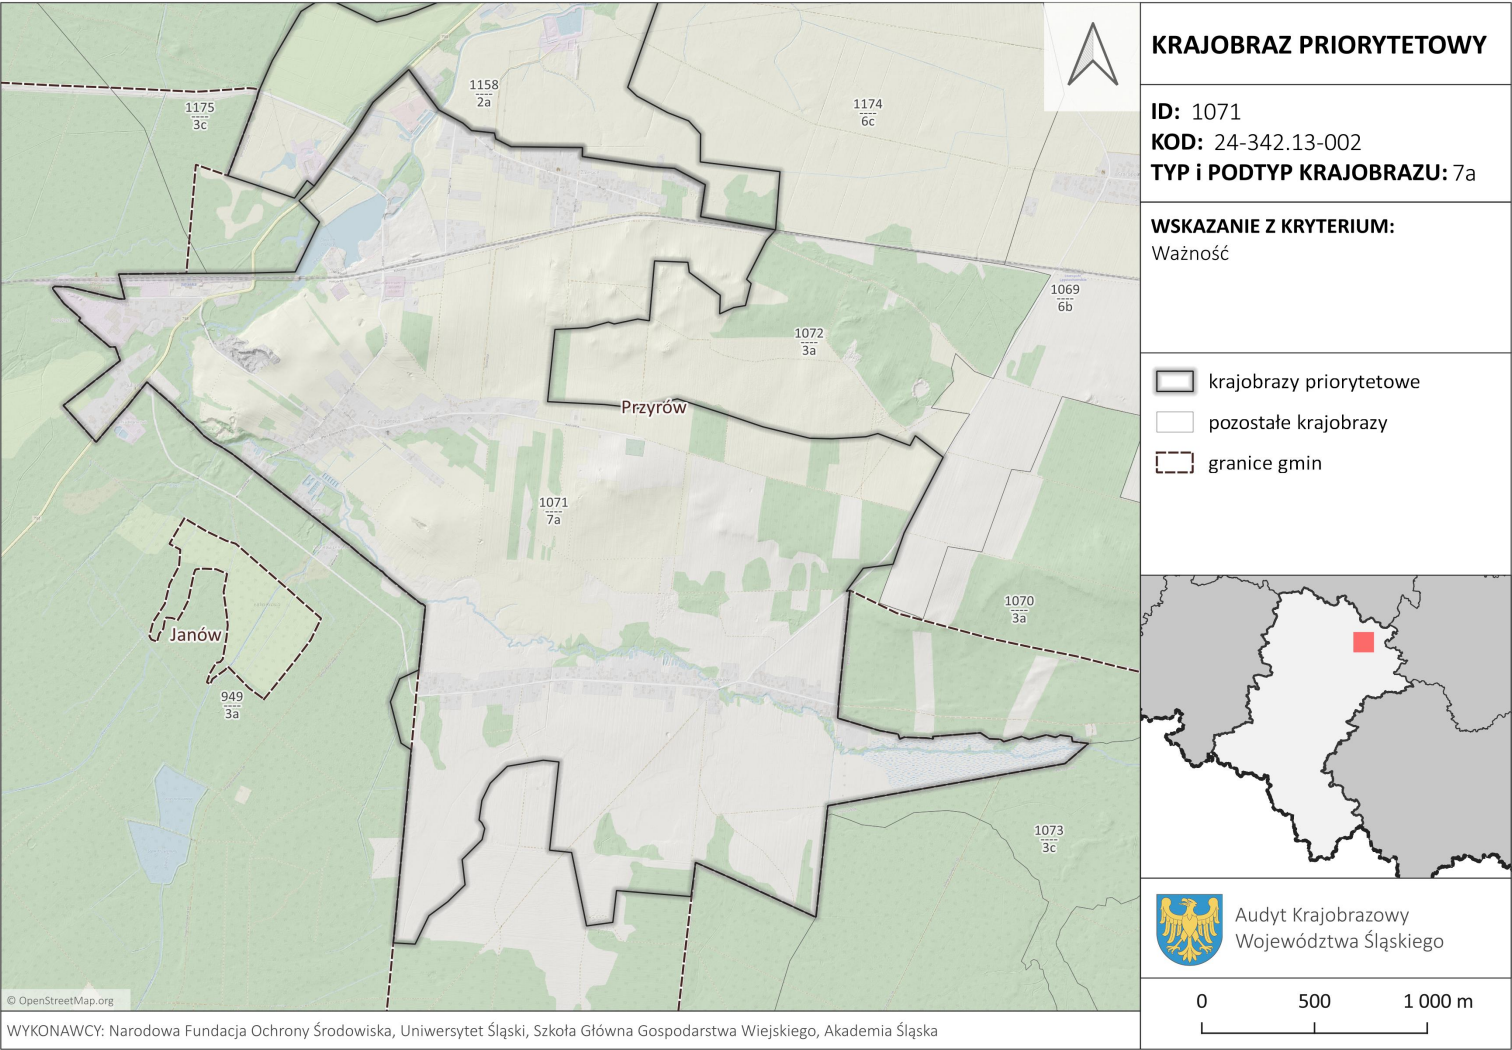 1175
3c
1158
2a
1174
6c
1069
6b
1072
3a
Przyrów
1071
7a
1070
3a
Janów
949
3a
1073
3c
© OpenStreetMap.org
WYKONAWCY: Narodowa Fundacja Ochrony Środowiska, Uniwersytet Śląski, Szkoła Główna Gospodarstwa Wiejskiego, Akademia Śląska
KRAJOBRAZ PRIORYTETOWY
ID: 1071
KOD: 24-342.13-002
TYP i PODTYP KRAJOBRAZU: 7a
WSKAZANIE Z KRYTERIUM:
Ważność
krajobrazy priorytetowe
pozostałe krajobrazy
granice gmin
Audyt Krajobrazowy
Województwa Śląskiego
0 500 1 000 m